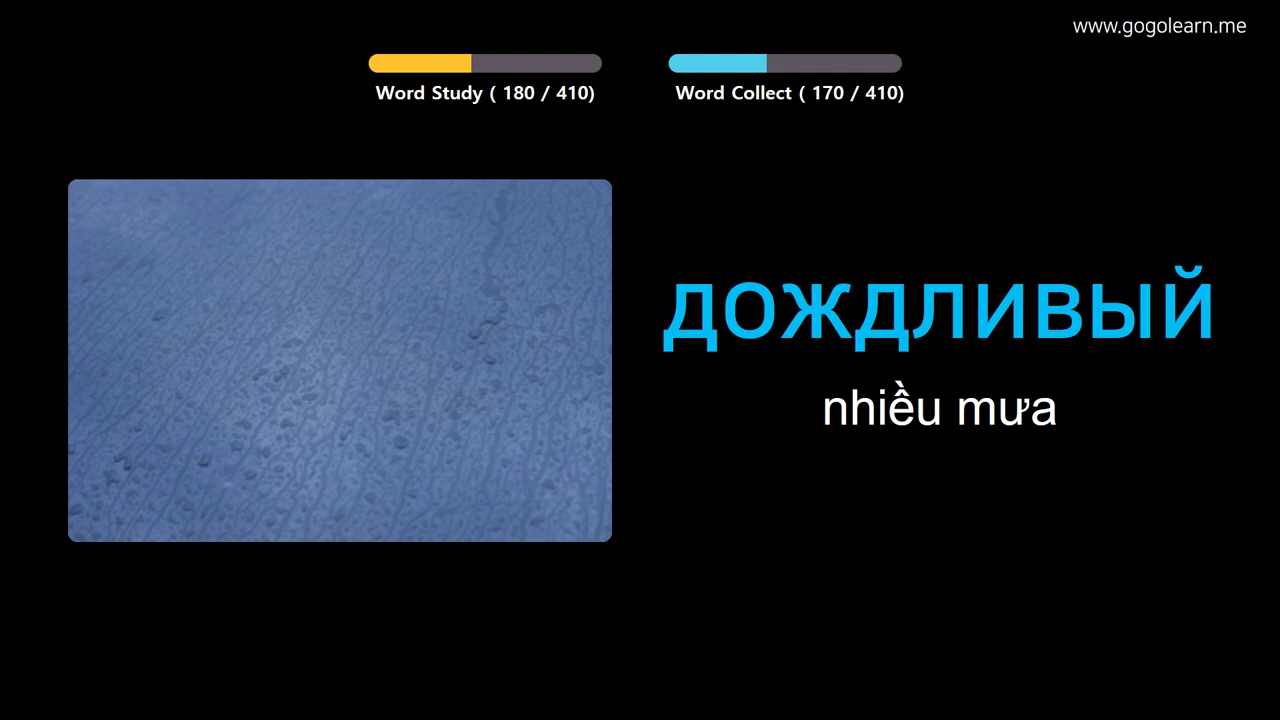 www.gogolearn.me
Word Study ( 180 / 410)
Word Collect ( 170 / 410)
дождливый
nhiều mưa